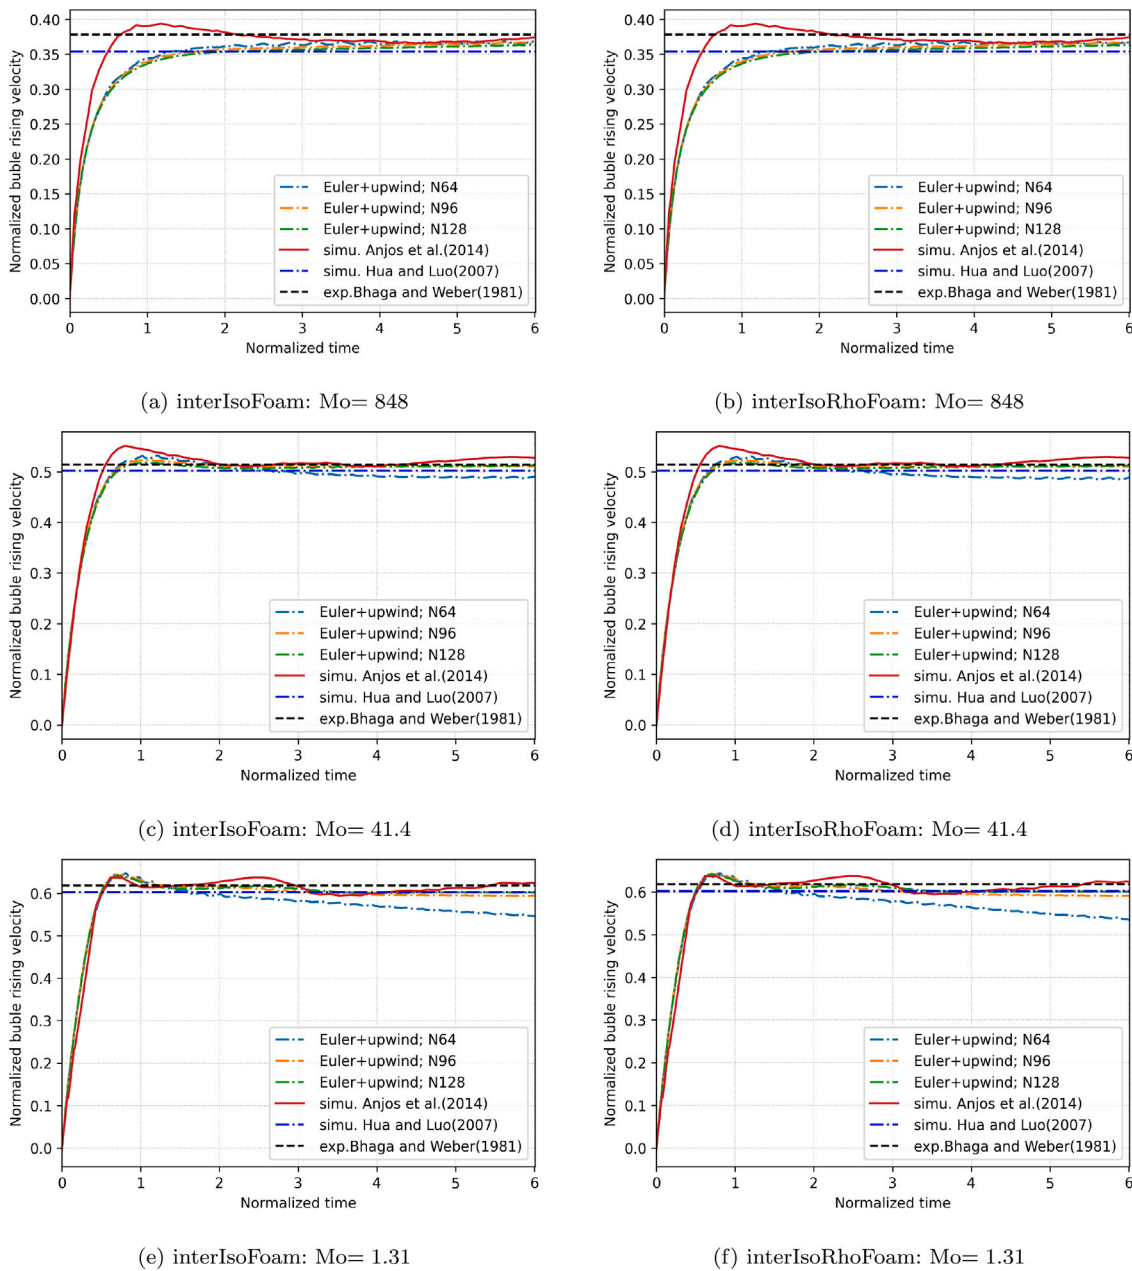 0.40
0.35
0.30
0.25
0.20
0.15
0.10
0.05
0.00
Normalized buble rising velocity
Euler+upwind; N64
Euler+upwind; N96
Euler+upwind; N128
simu. Anjos et al.(2014)
simu. Hua and Luo(2007)
exp.Bhaga and Weber(1981)
0 1 2 3 4 5 6
Normalized time
(a) interIsoFoam: Mo= 848
0.40
0.35
0.30
0.25
0.20
0.15
0.10
0.05
0.00
Normalized buble rising velocity
Euler+upwind; N64
Euler+upwind; N96
Euler+upwind; N128
simu. Anjos et al.(2014)
simu. Hua and Luo(2007)
exp.Bhaga and Weber(1981)
0 1 2 3 4 5 6
Normalized time
(b) interIsoRhoFoam: Mo= 848
0.5
0.4
0.3
0.2
0.1
0.0
Normalized buble rising velocity
Euler+upwind; N64
Euler+upwind; N96
Euler+upwind; N128
simu. Anjos et al.(2014)
simu. Hua and Luo(2007)
exp.Bhaga and Weber(1981)
0 1 2 3 4 5 6
Normalized time
(c) interIsoFoam: Mo= 41.4
0.5
0.4
0.3
0.2
0.1
0.0
Normalized buble rising velocity
Euler+upwind; N64
Euler+upwind; N96
Euler+upwind; N128
simu. Anjos et al.(2014)
simu. Hua and Luo(2007)
exp.Bhaga and Weber(1981)
0 1 2 3 4 5 6
Normalized time
(d) interIsoRhoFoam: Mo= 41.4
0.6
0.5
0.4
0.3
0.2
0.1
0.0
Normalized buble rising velocity
Euler+upwind; N64
Euler+upwind; N96
Euler+upwind; N128
simu. Anjos et al.(2014)
simu. Hua and Luo(2007)
exp.Bhaga and Weber(1981)
0 1 2 3 4 5 6
Normalized time
(e) interIsoFoam: Mo= 1.31
0.6
0.5
0.4
0.3
0.2
0.1
0.0
Normalized buble rising velocity
Euler+upwind; N64
Euler+upwind; N96
Euler+upwind; N128
simu. Anjos et al.(2014)
simu. Hua and Luo(2007)
exp.Bhaga and Weber(1981)
0 1 2 3 4 5 6
Normalized time
(f) interIsoRhoFoam: Mo= 1.31